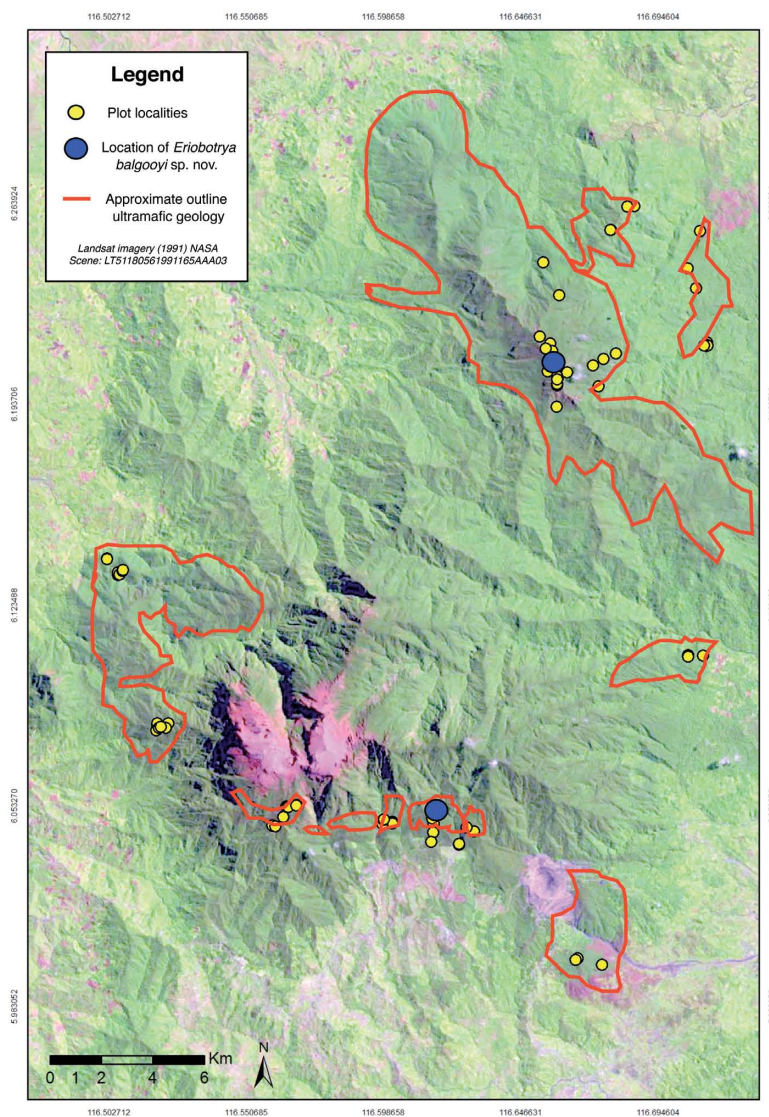 116.502712 116.550685 116.598658 116.646631 116.694604
Legend
Plot localities
Location of Eriobotrya
balgooyi sp. nov.
Approximate outline
ultramafic geology
Landsat imagery (1991) NASA
Scene: LT51180561991165AAA03
6.263924
6.193706
6.123488
6.053270
5.983052
N
Km
0 1 2 4 6
116.502712 116.550685 116.598658 116.646631 116.694604